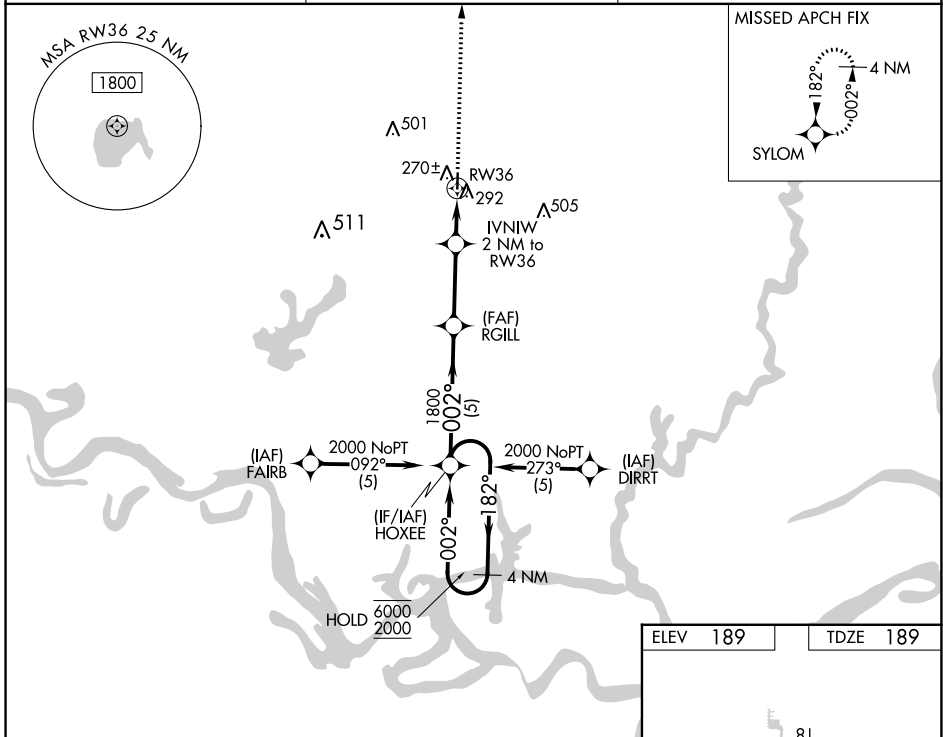 MSA RW36 25 NM
1800
MISSED APCH FIX
4 NM
182°
002°
SYLOM
501
270±
RW36
292
505
511
IVNIW
2 NM to
RW36
(FAF)
RGILL
1800
002°
(5)
(IAF)
FAIRB
2000 NoPT
092°
(5)
2000 NoPT
273°
(5)
(IAF)
DIRRT
(IF/IAF)
HOXEE
002°
182°
4 NM
HOLD 6000
2000
ELEV 189
TDZE 189